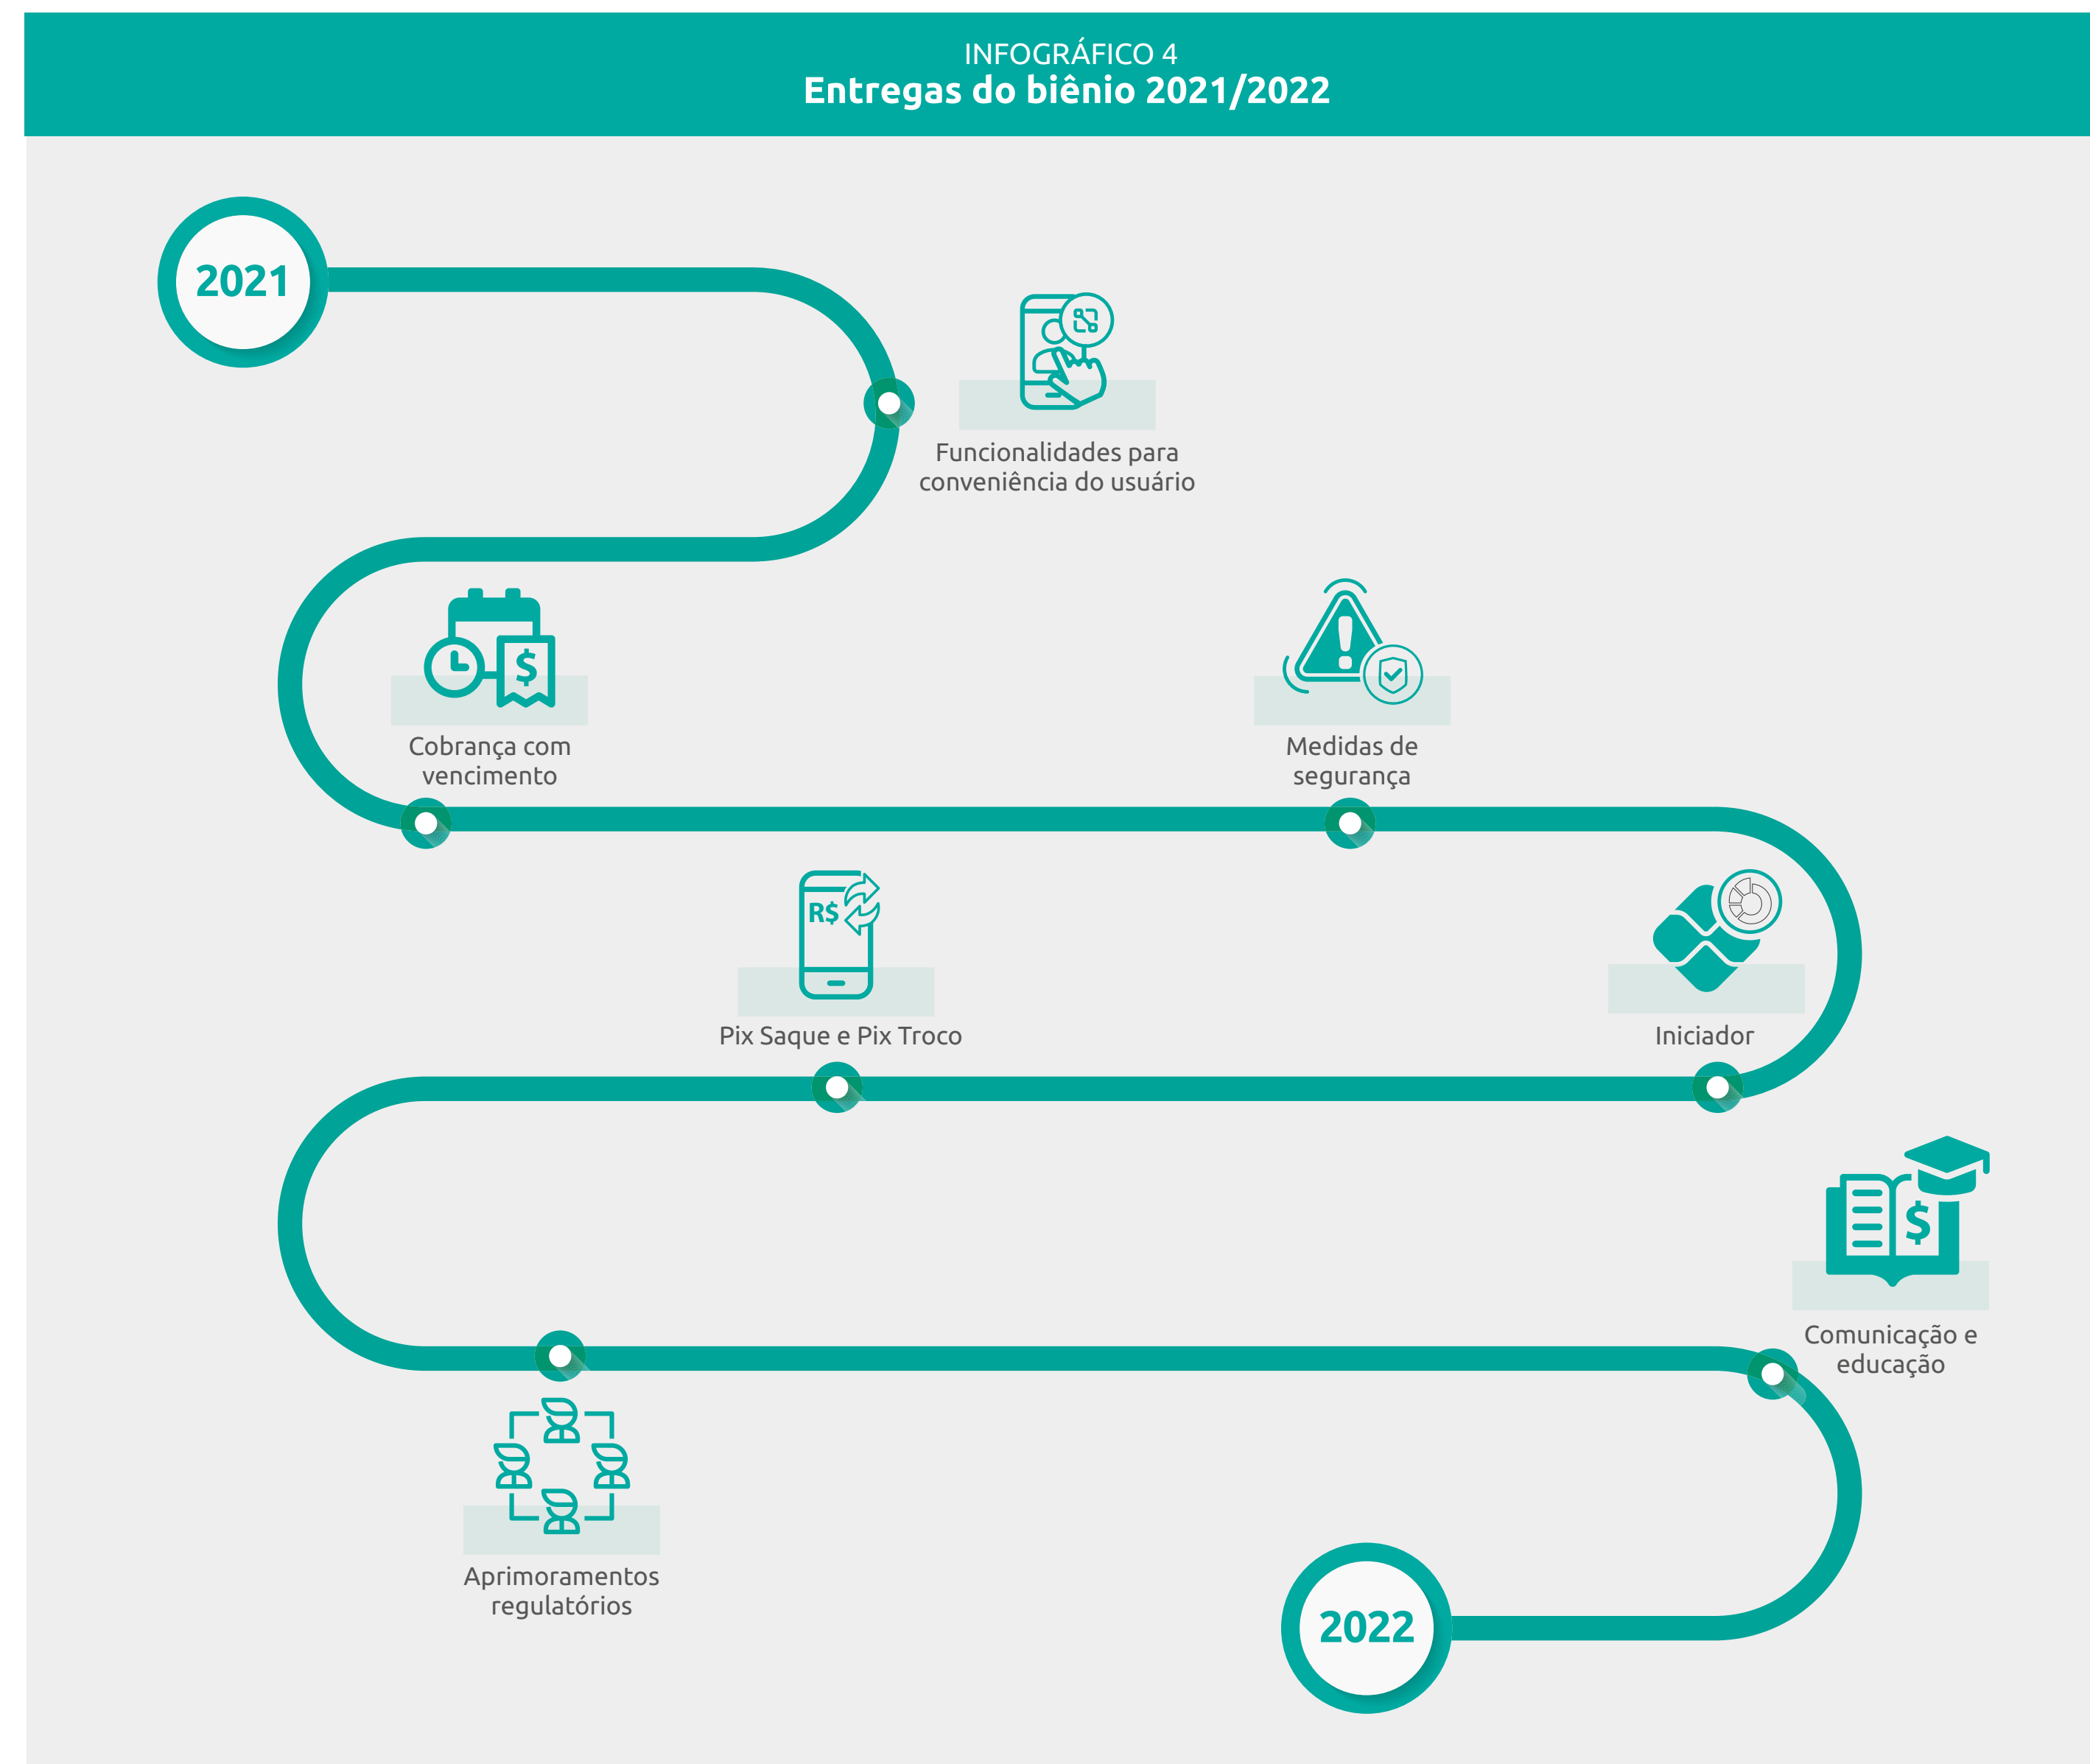 INFOGRÁFICO 4
Entregas do biênio 2021/2022
2021
Funcionalidades para
conveniência do usuário
$
Cobrança com
vencimento
Medidas de
segurança
R$
Pix Saque e Pix Troco
Iniciador
$
Comunicação e
educação
Aprimoramentos
regulatórios
2022